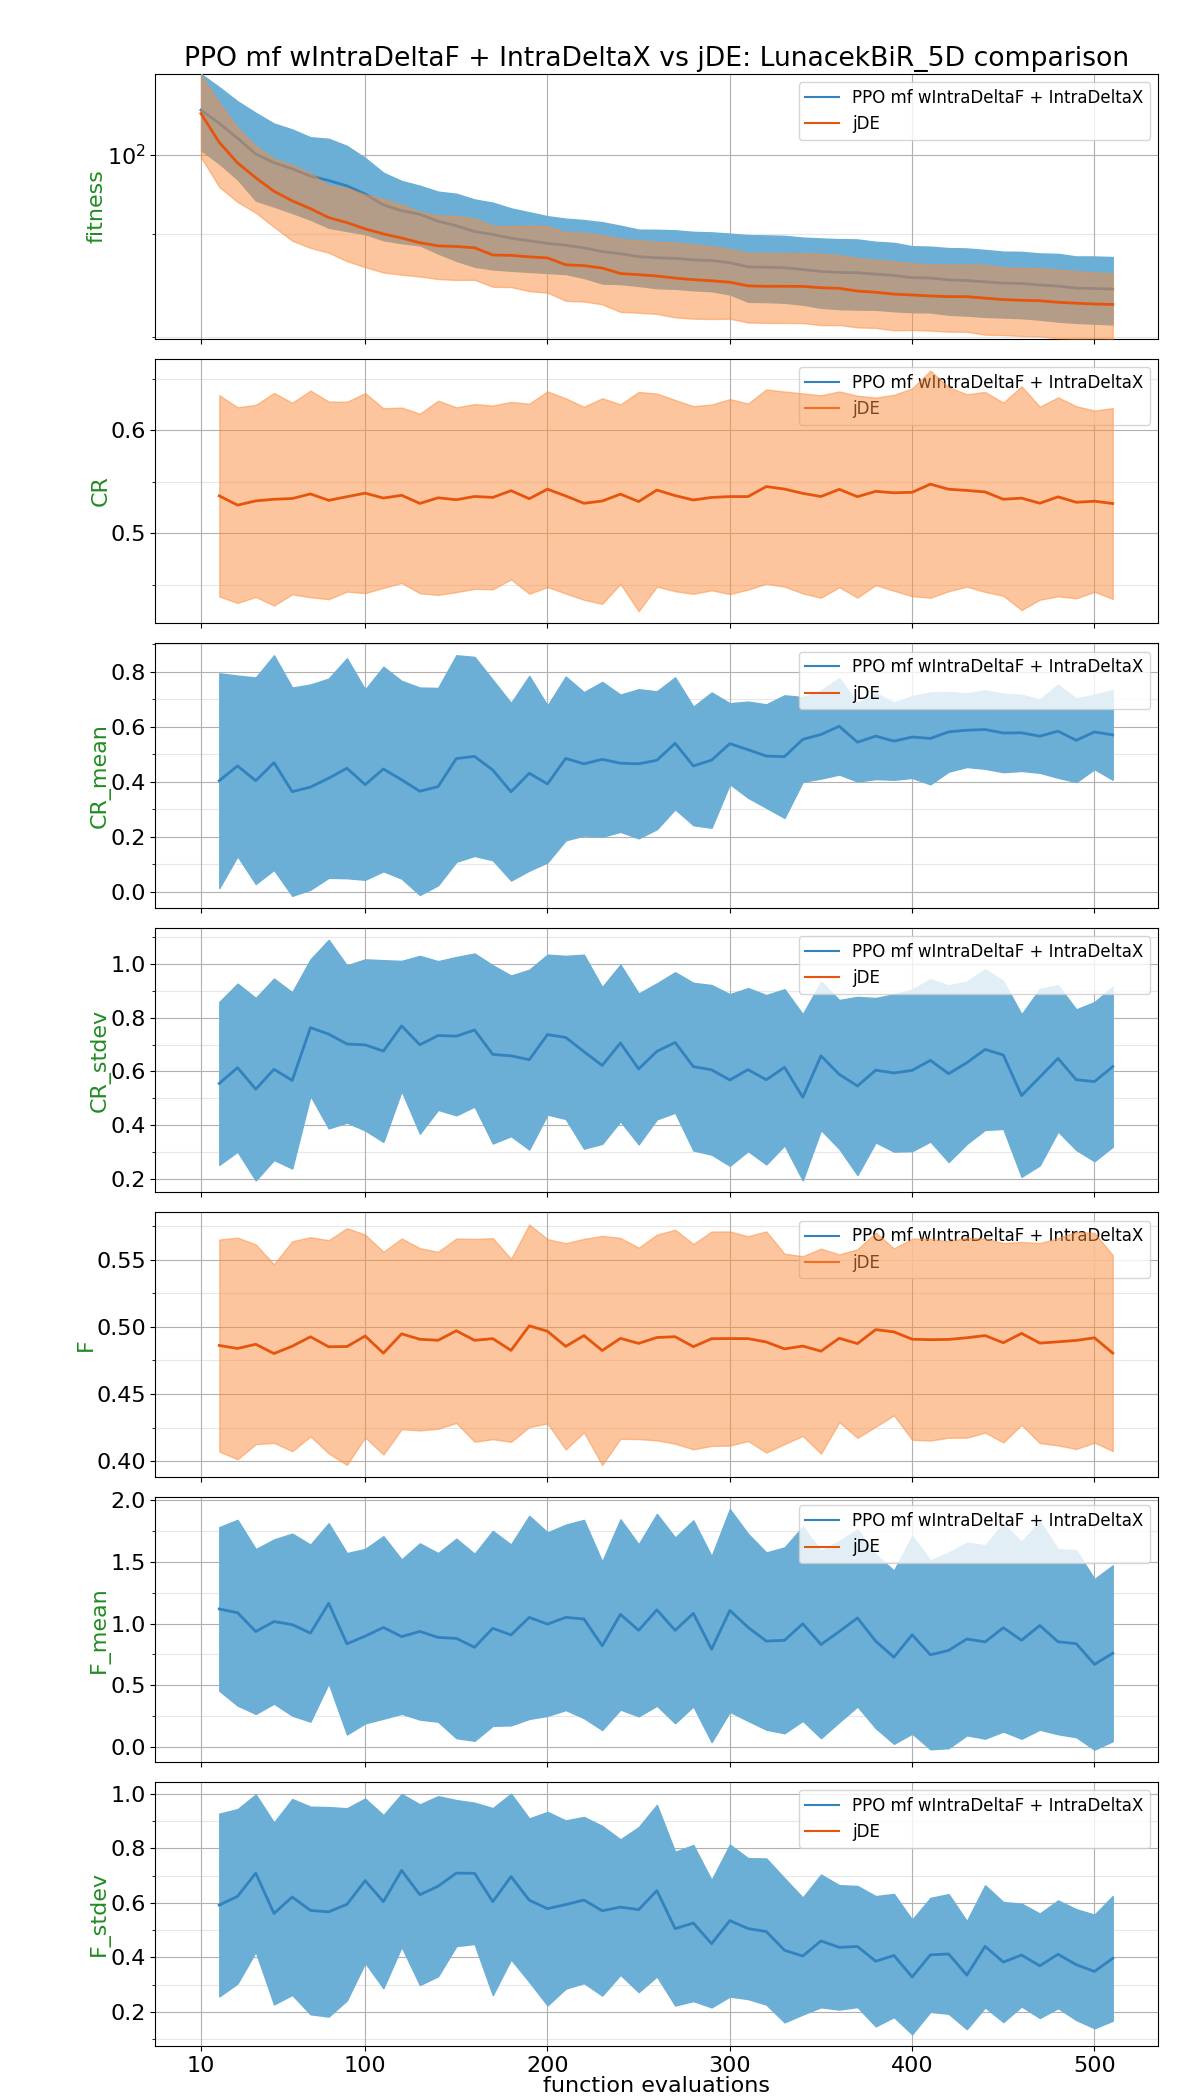 PPO mf wIntraDeltaF + IntraDeltaX vs jDE: LunacekBiR_5D comparison
PPO mf wIntraDeltaF + IntraDeltaX
jDE
10²
fitness
PPO mf wIntraDeltaF + IntraDeltaX
jDE
0.6
0.5
CR
PPO mf wIntraDeltaF + IntraDeltaX
jDE
0.8
0.6
0.4
0.2
0.0
CR_mean
PPO mf wIntraDeltaF + IntraDeltaX
jDE
1.0
0.8
0.6
0.4
0.2
CR_stdev
PPO mf wIntraDeltaF + IntraDeltaX
jDE
0.55
0.50
0.45
0.40
F
PPO mf wIntraDeltaF + IntraDeltaX
jDE
2.0
1.5
1.0
0.5
0.0
F_mean
PPO mf wIntraDeltaF + IntraDeltaX
jDE
1.0
0.8
0.6
0.4
0.2
F_stdev
10 100 200 300 400 500
function evaluations